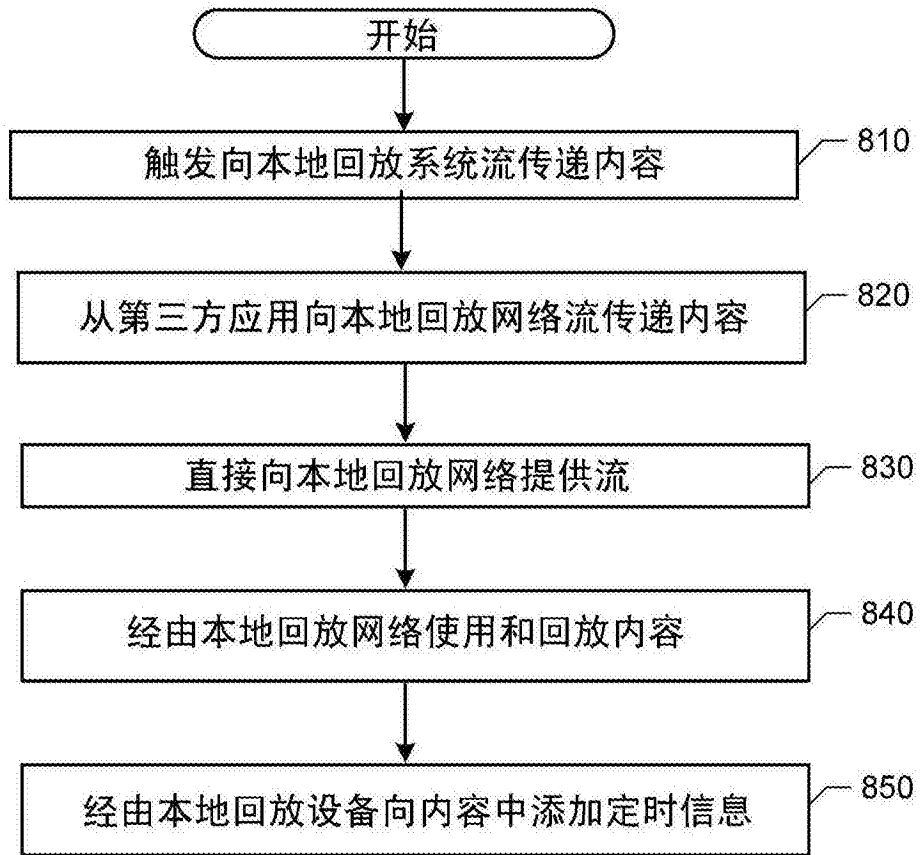 开始
触发向本地回放系统流传递内容
810
从第三方应用向本地回放网络流传递内容
820
直接向本地回放网络提供流
830
经由本地回放网络使用和回放内容
840
经由本地回放设备向内容中添加定时信息
850